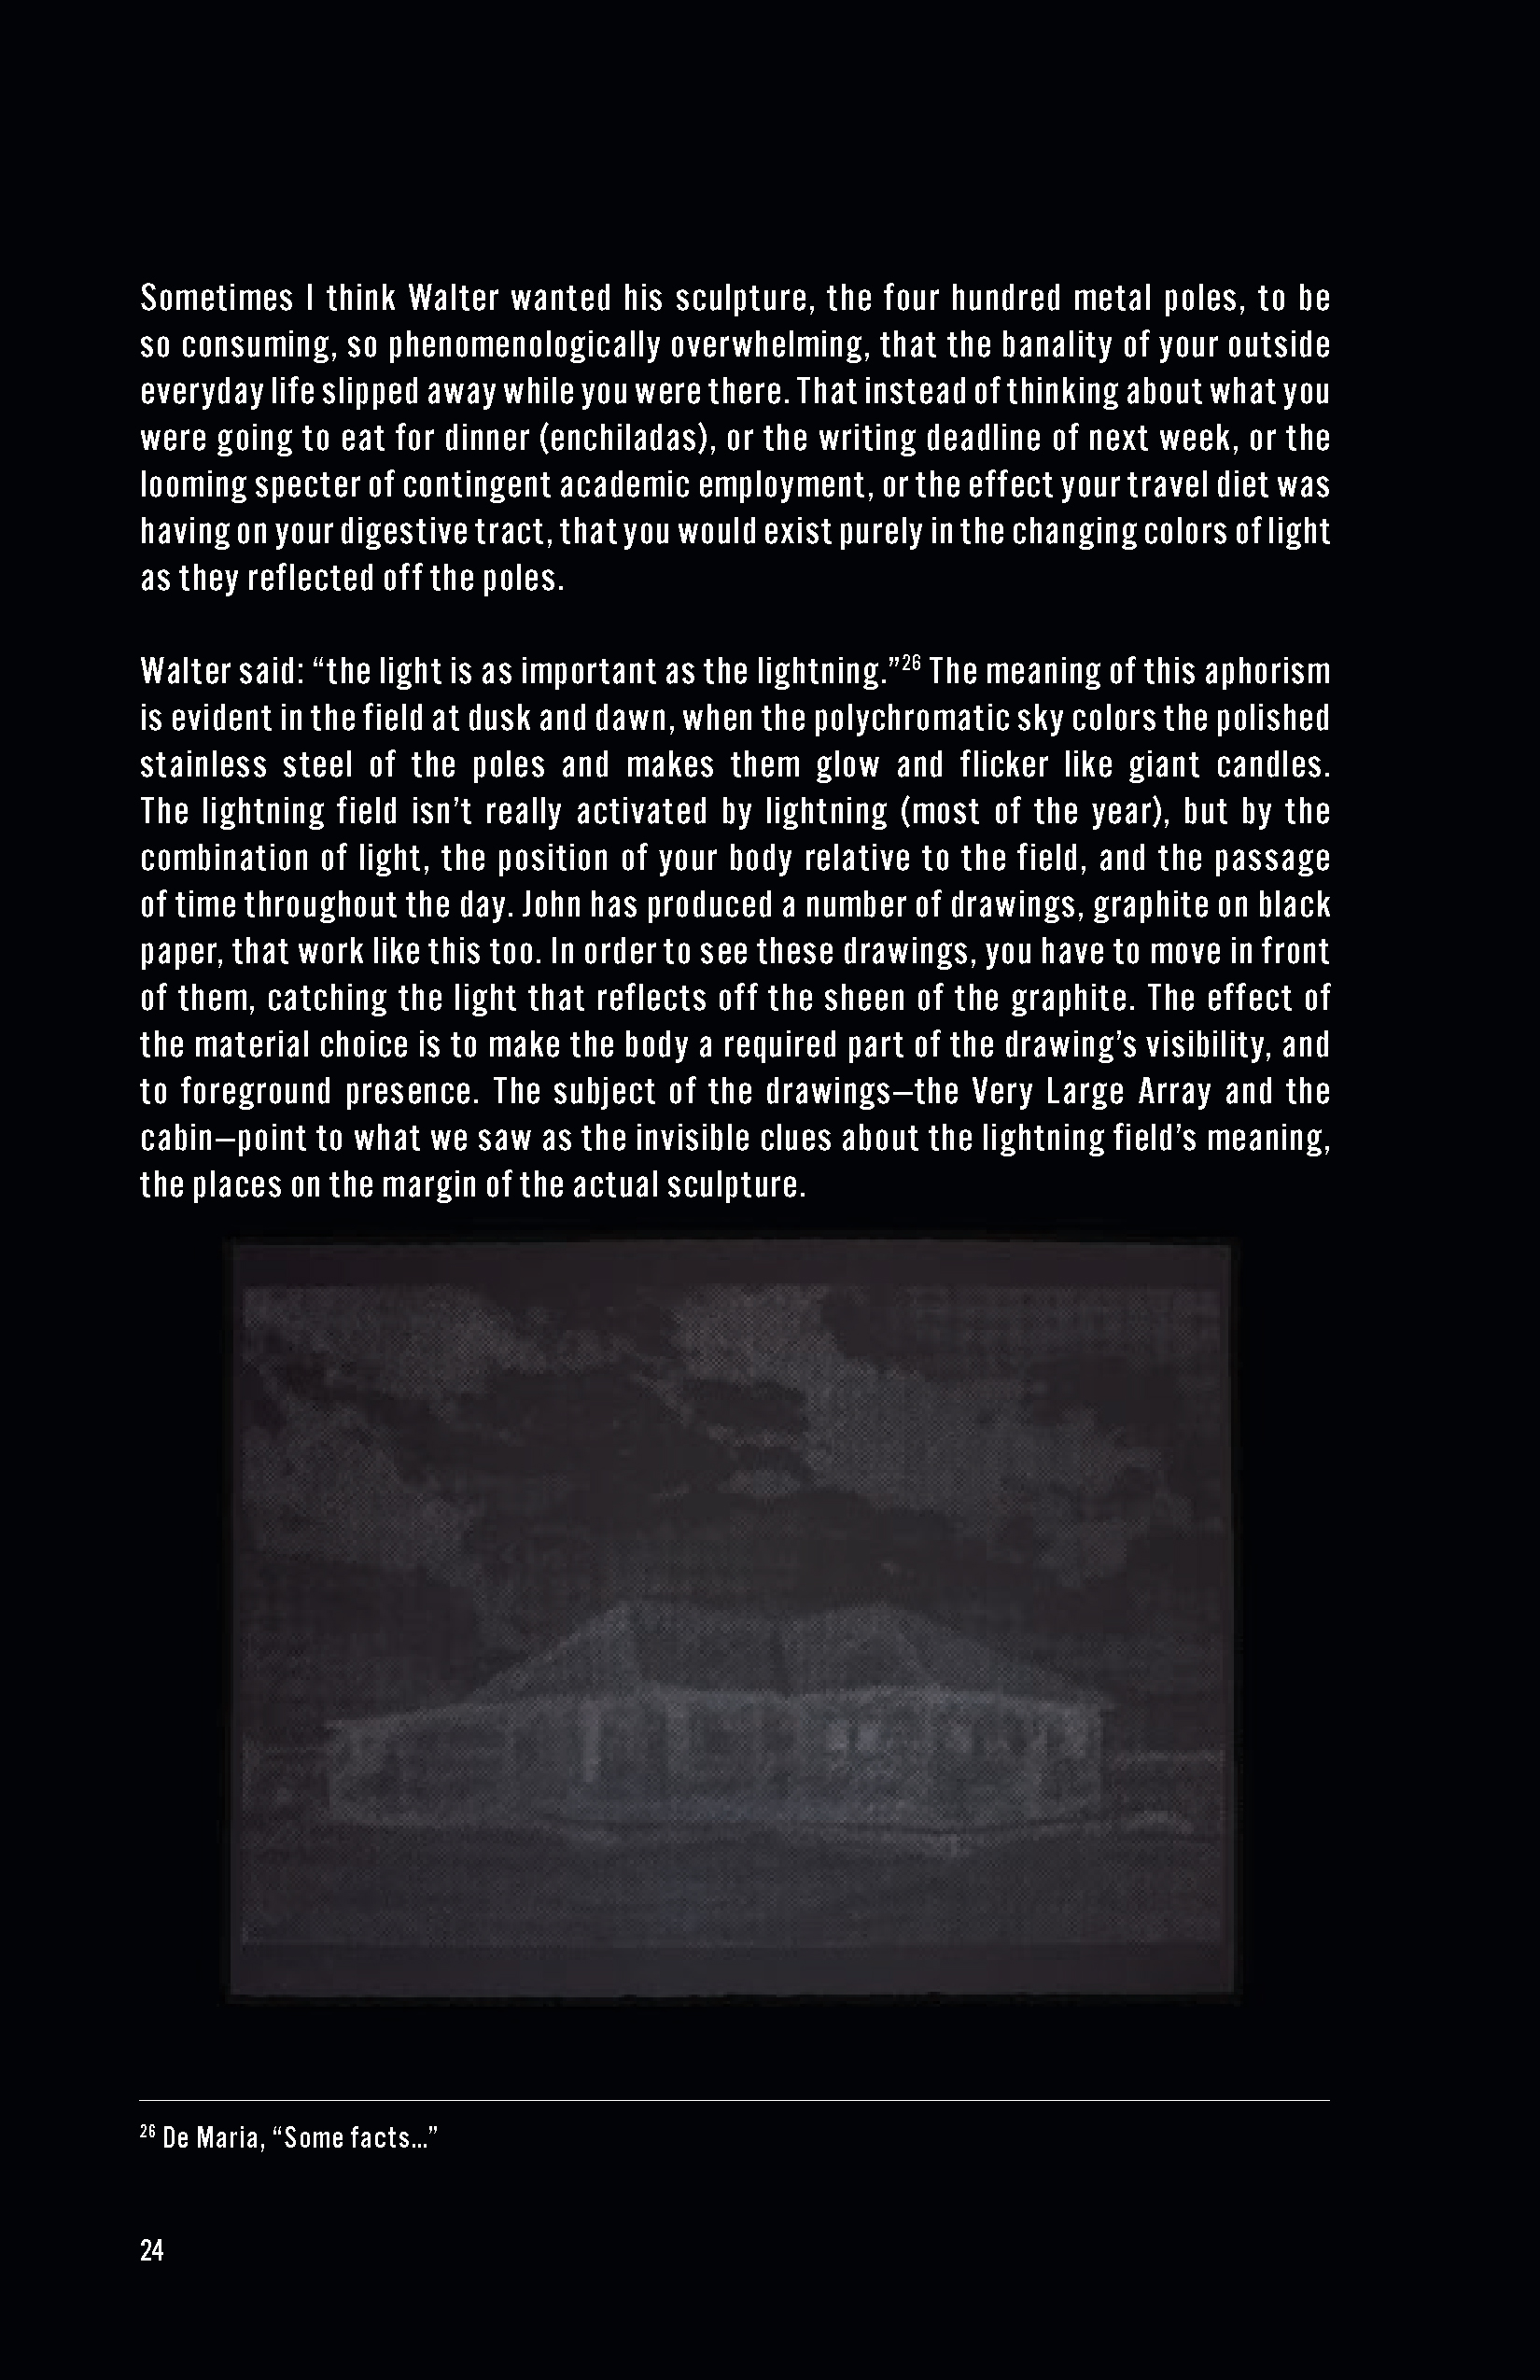 Sometimes I think Walter wanted his sculpture, the four hundred metal poles, to be
so consuming, so phenomenologically overwhelming, that the banality of your outside
everyday life slipped away while you were there. That instead of thinking about what you
were going to eat for dinner (enchiladas), or the writing deadline of next week, or the
looming specter of contingent academic employment, or the effect your travel diet was
having on your digestive tract, that you would exist purely in the changing colors of light
as they reflected off the poles.
Walter said: “the light is as important as the lightning.”²⁶ The meaning of this aphorism
is evident in the field at dusk and dawn, when the polychromatic sky colors the polished
stainless steel of the poles and makes them glow and flicker like giant candles.
The lightning field isn’t really activated by lightning (most of the year), but by the
combination of light, the position of your body relative to the field, and the passage
of time throughout the day. John has produced a number of drawings, graphite on black
paper, that work like this too. In order to see these drawings, you have to move in front
of them, catching the light that reflects off the sheen of the graphite. The effect of
the material choice is to make the body a required part of the drawing’s visibility, and
to foreground presence. The subject of the drawings—the Very Large Array and the
cabin—point to what we saw as the invisible clues about the lightning field’s meaning,
the places on the margin of the actual sculpture.
²⁶ De Maria, “Some facts…”
24